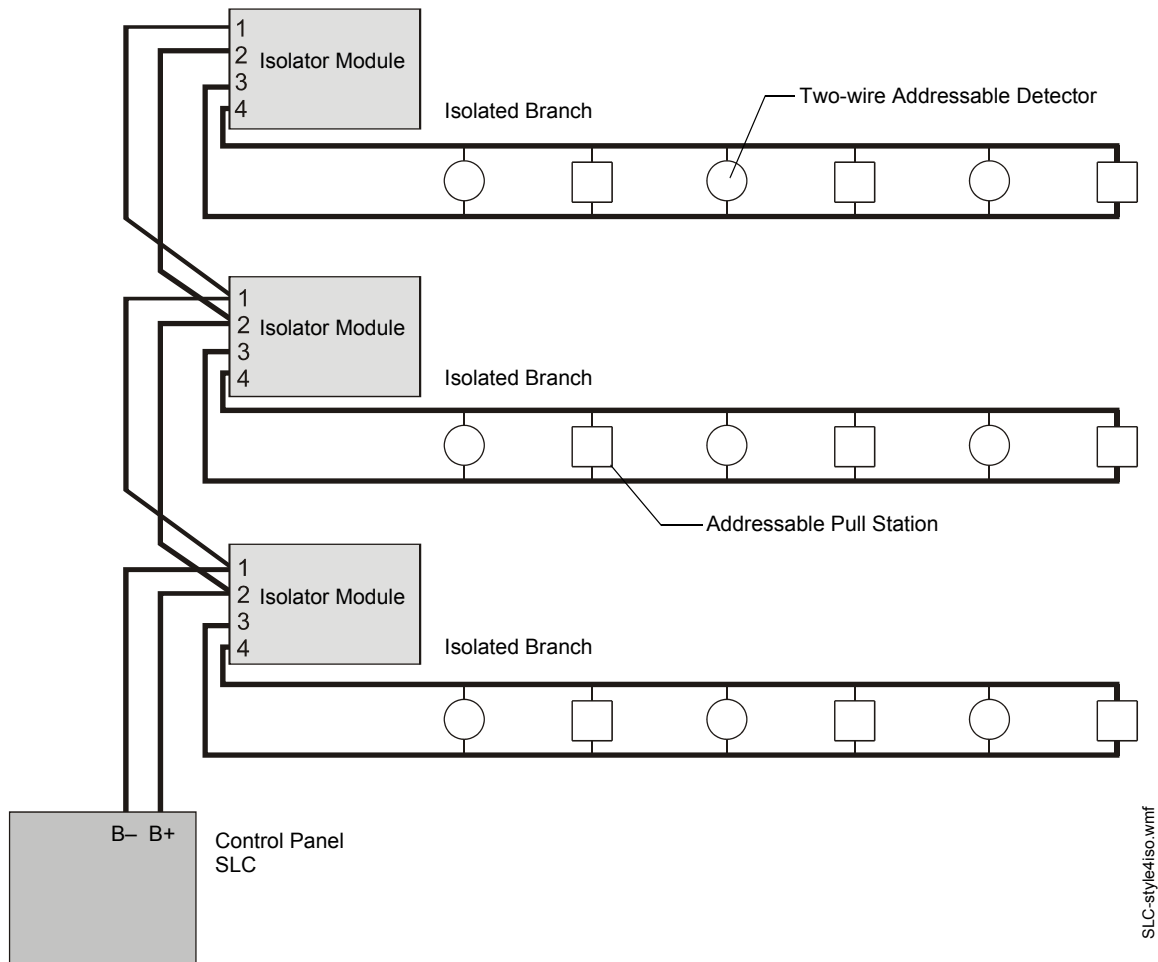 1
2
3
4
Isolator Module
Isolated Branch
Two-wire Addressable Detector
1
2
3
4
Isolator Module
Isolated Branch
Addressable Pull Station
1
2
3
4
Isolator Module
Isolated Branch
B– B+
Control Panel
SLC
SLC-style4iso.wmf